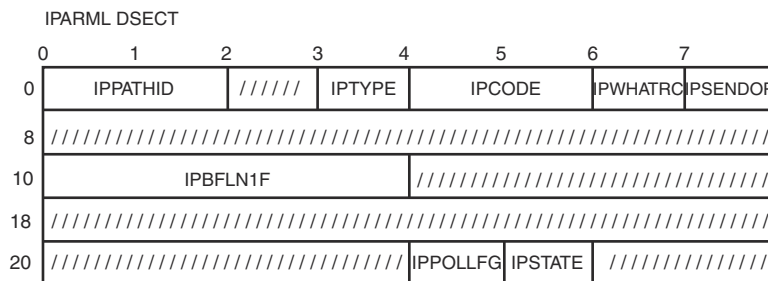 IPARML DSECT
0 1 2 3 4 5 6 7
0 IPPATHID ////// IPTYPE IPCODE IPWHATRC IPSENDOP
8 ////////////////////////////////////////////////////////////////////
10 IPBFLN1F /////////////////////////////////
18 ////////////////////////////////////////////////////////////////////
20 ///////////////////////////////// IPPOLLFG IPSTATE ///////////////